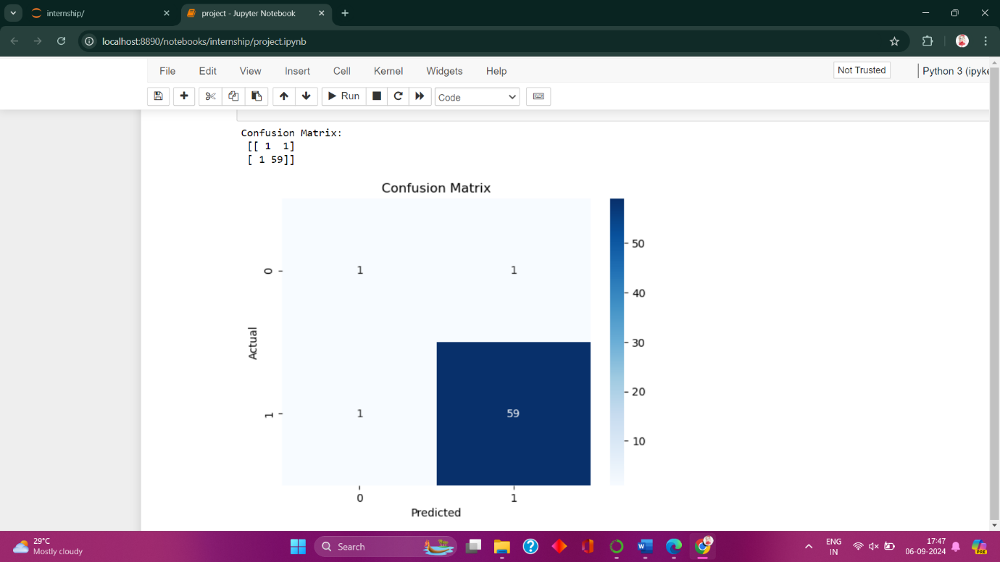 internship/
project - Jupyter Notebook
localhost:8890/notebooks/internship/project.ipynb
File Edit View Insert Cell Kernel Widgets Help
Not Trusted
Python 3 (ipyke
Run
Code
Confusion Matrix:
[[ 1  1]
[ 1 59]]
Confusion Matrix
0
1 1
1
1 59
Actual
0 1
Predicted
50
40
30
20
10
29°C
Mostly cloudy
Search
ENG
IN
17:47
06-09-2024
PRE